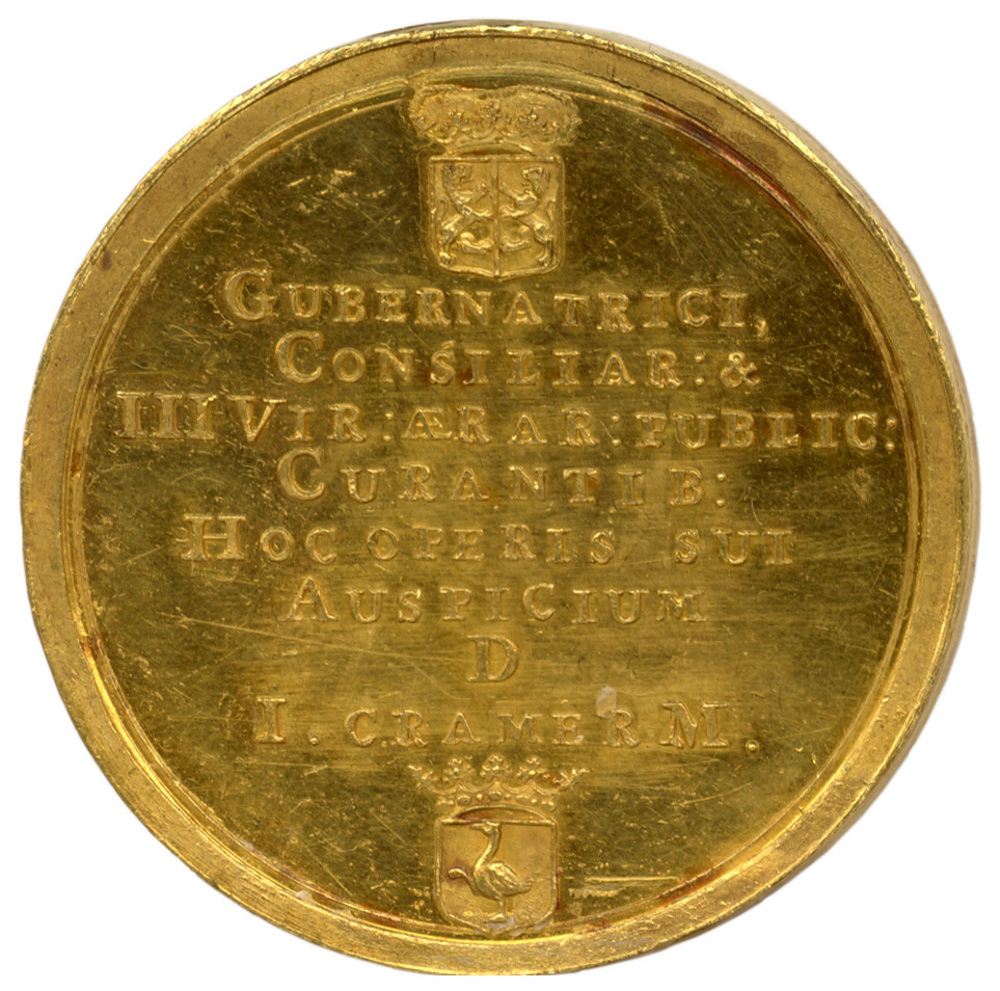 GUBERNATRICI,
CONSILIAR: &
IIIVIR: ÆRAR: PUBLIC:
CURANTIB:
HOC OPERIS SUI
AUSPICIUM
D
I. CRAMER M.